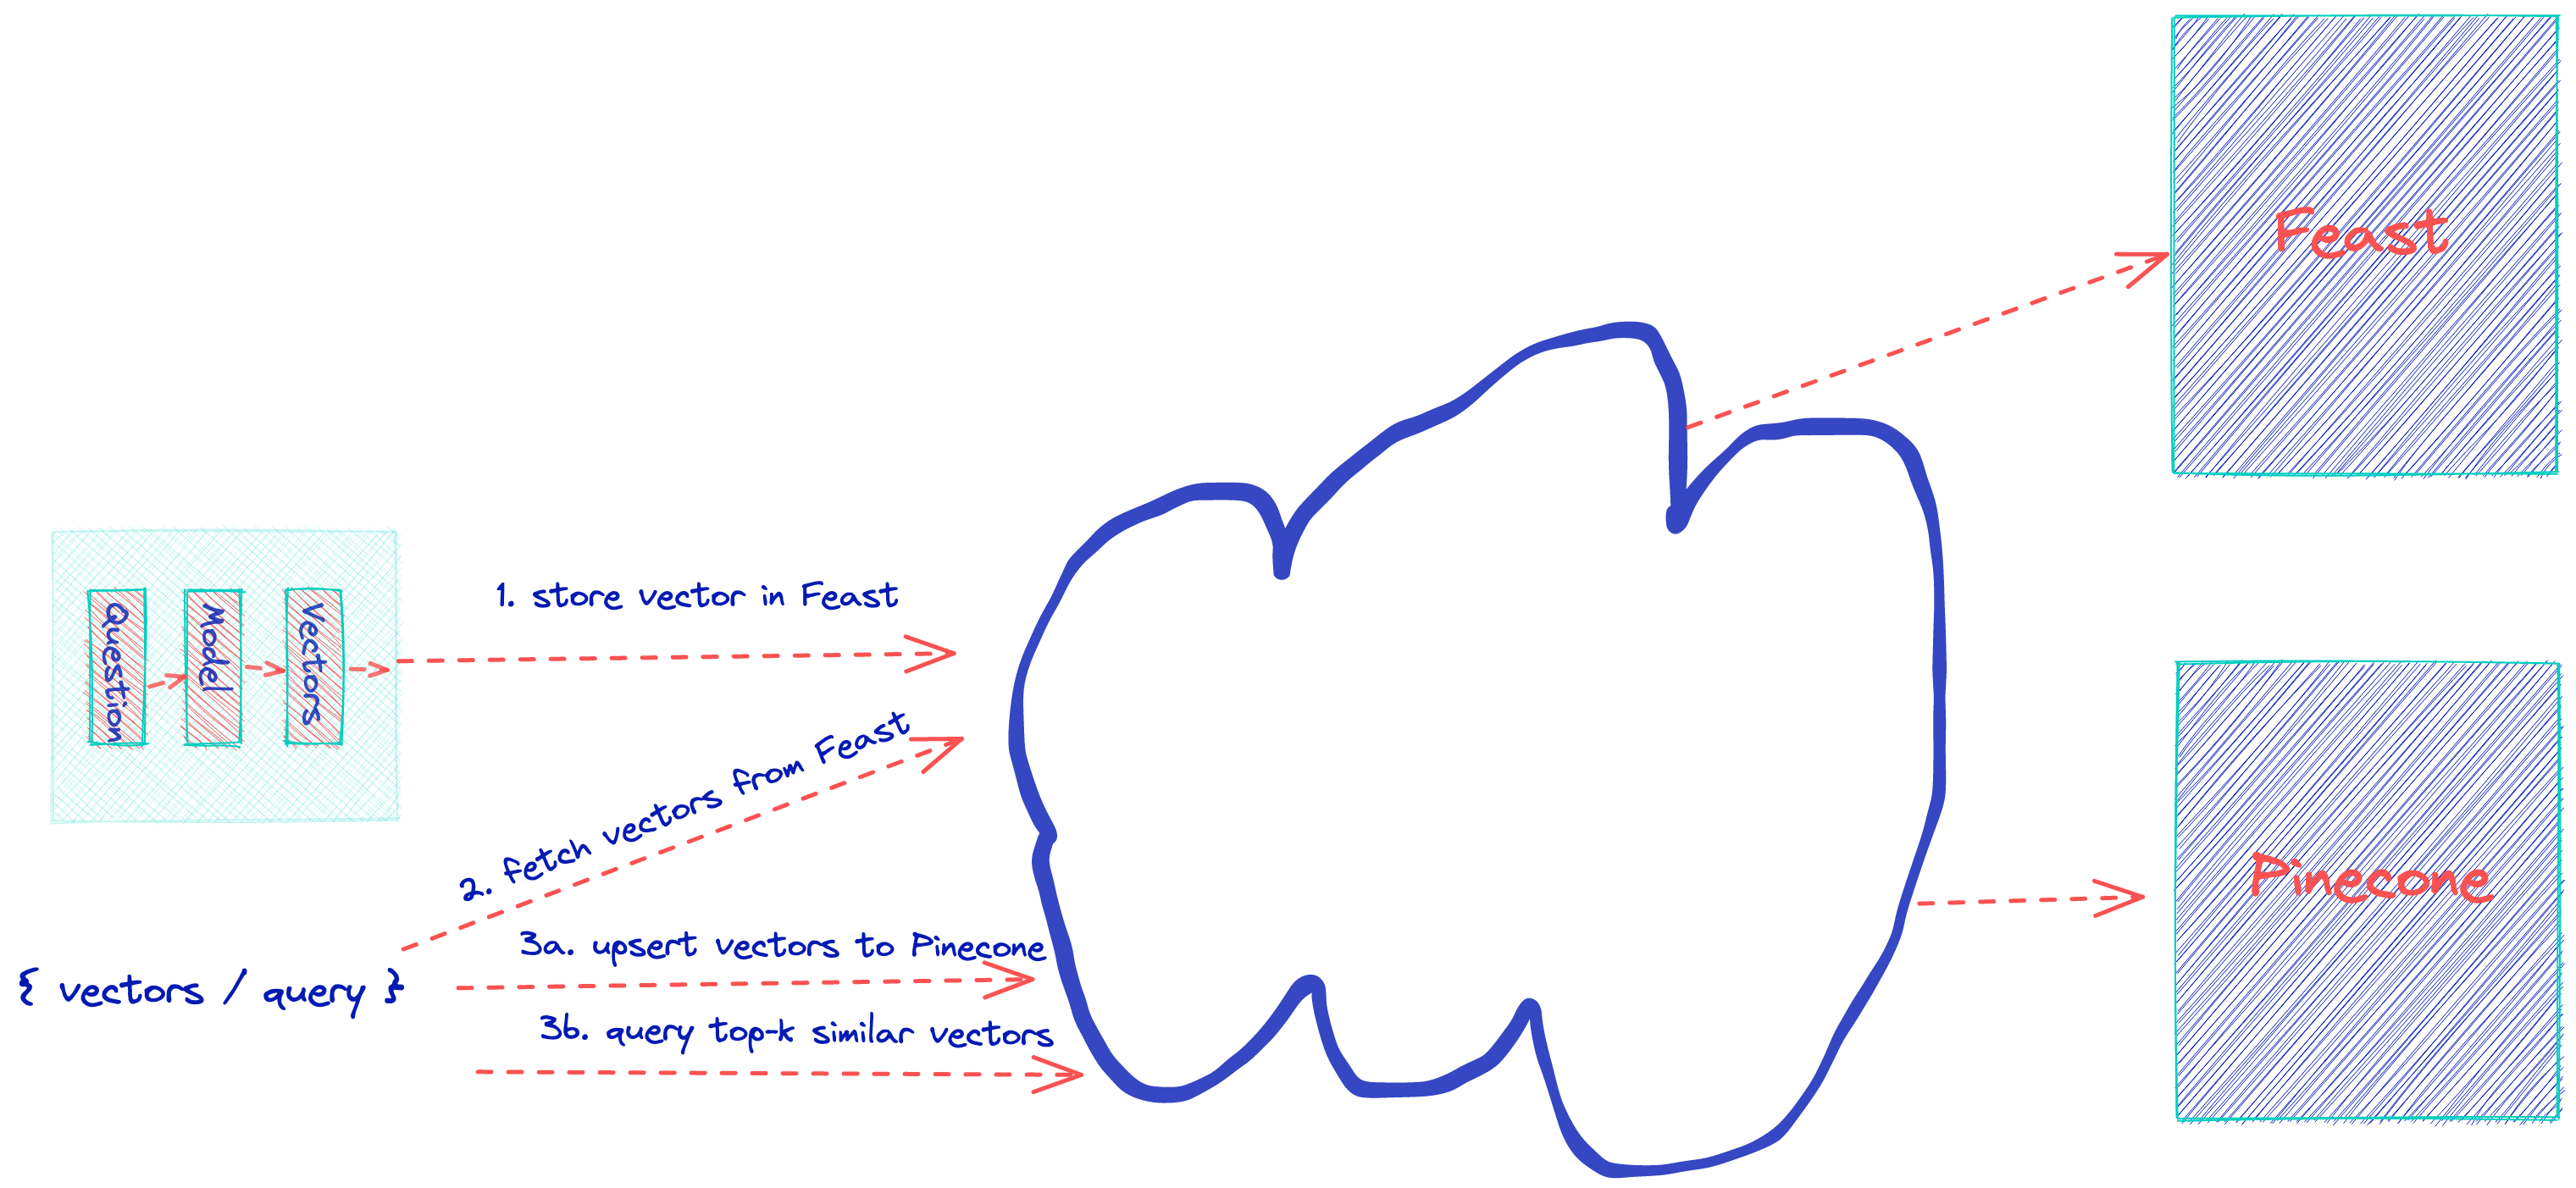 Feast
Question
Model
Vectors
1. store vector in Feast
2. fetch vectors from Feast
3a. upsert vectors to Pinecone
{ vectors / query }
3b. query top-k similar vectors
Pinecone